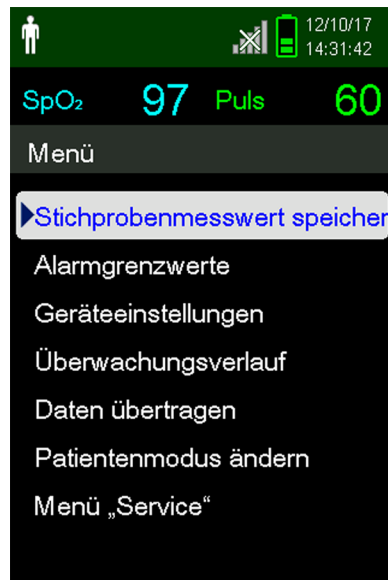 12/10/17
14:31:42
SpO₂ 97 Puls 60
Menü
Stichprobenmesswert speicher
Alarmgrenzwerte
Geräteeinstellungen
Überwachungsverlauf
Daten übertragen
Patientenmodus ändern
Menü „Service“